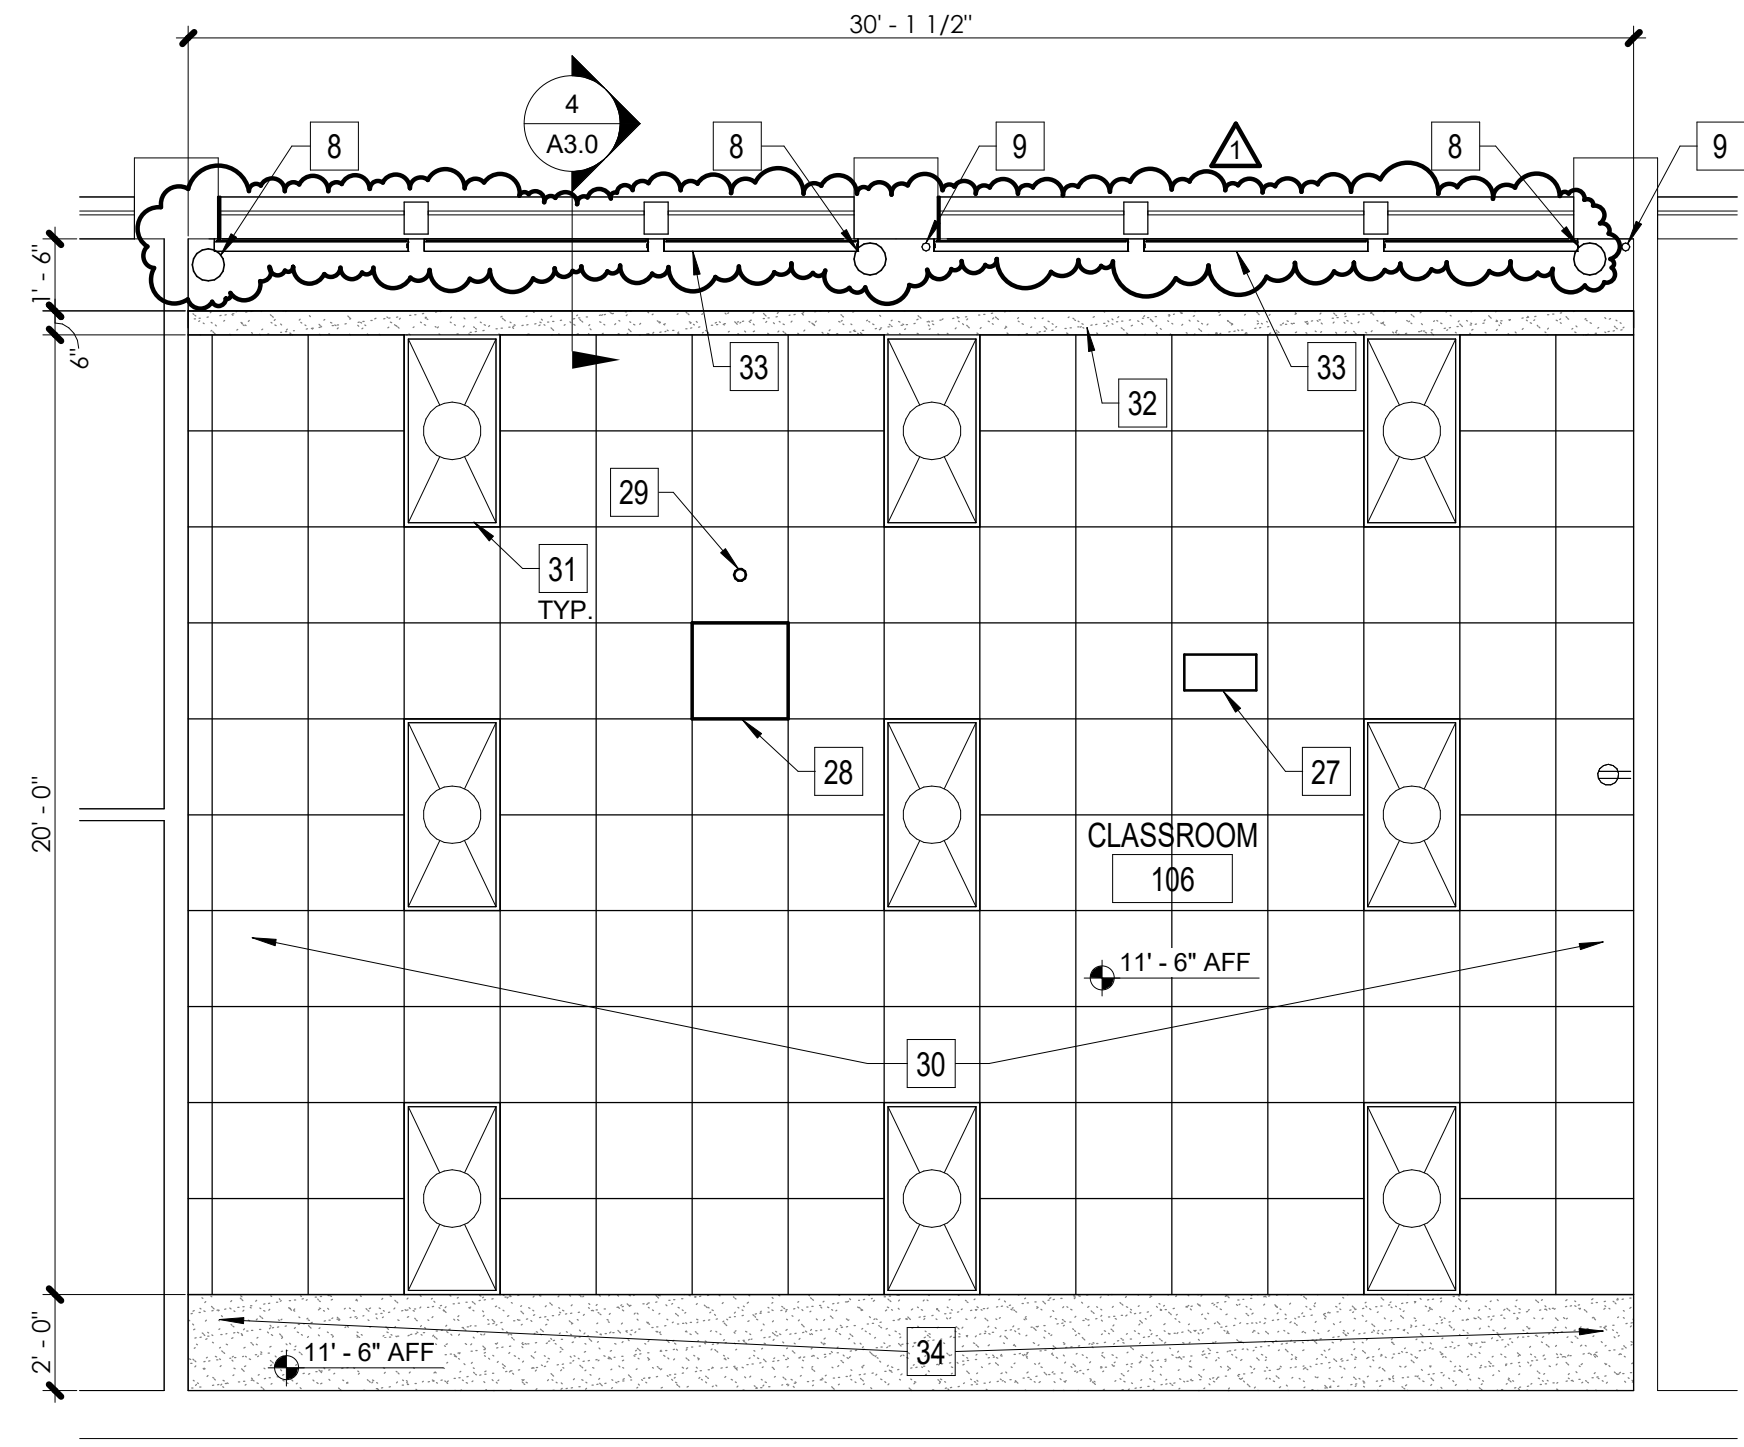 30' - 1 1/2"
4
A3.0
8
8
9
1
8
9
1' - 6"
6"
33
33
32
29
31
TYP.
28
27
20' - 0"
CLASSROOM
106
11' - 6" AFF
30
2' - 0"
11' - 6" AFF
34